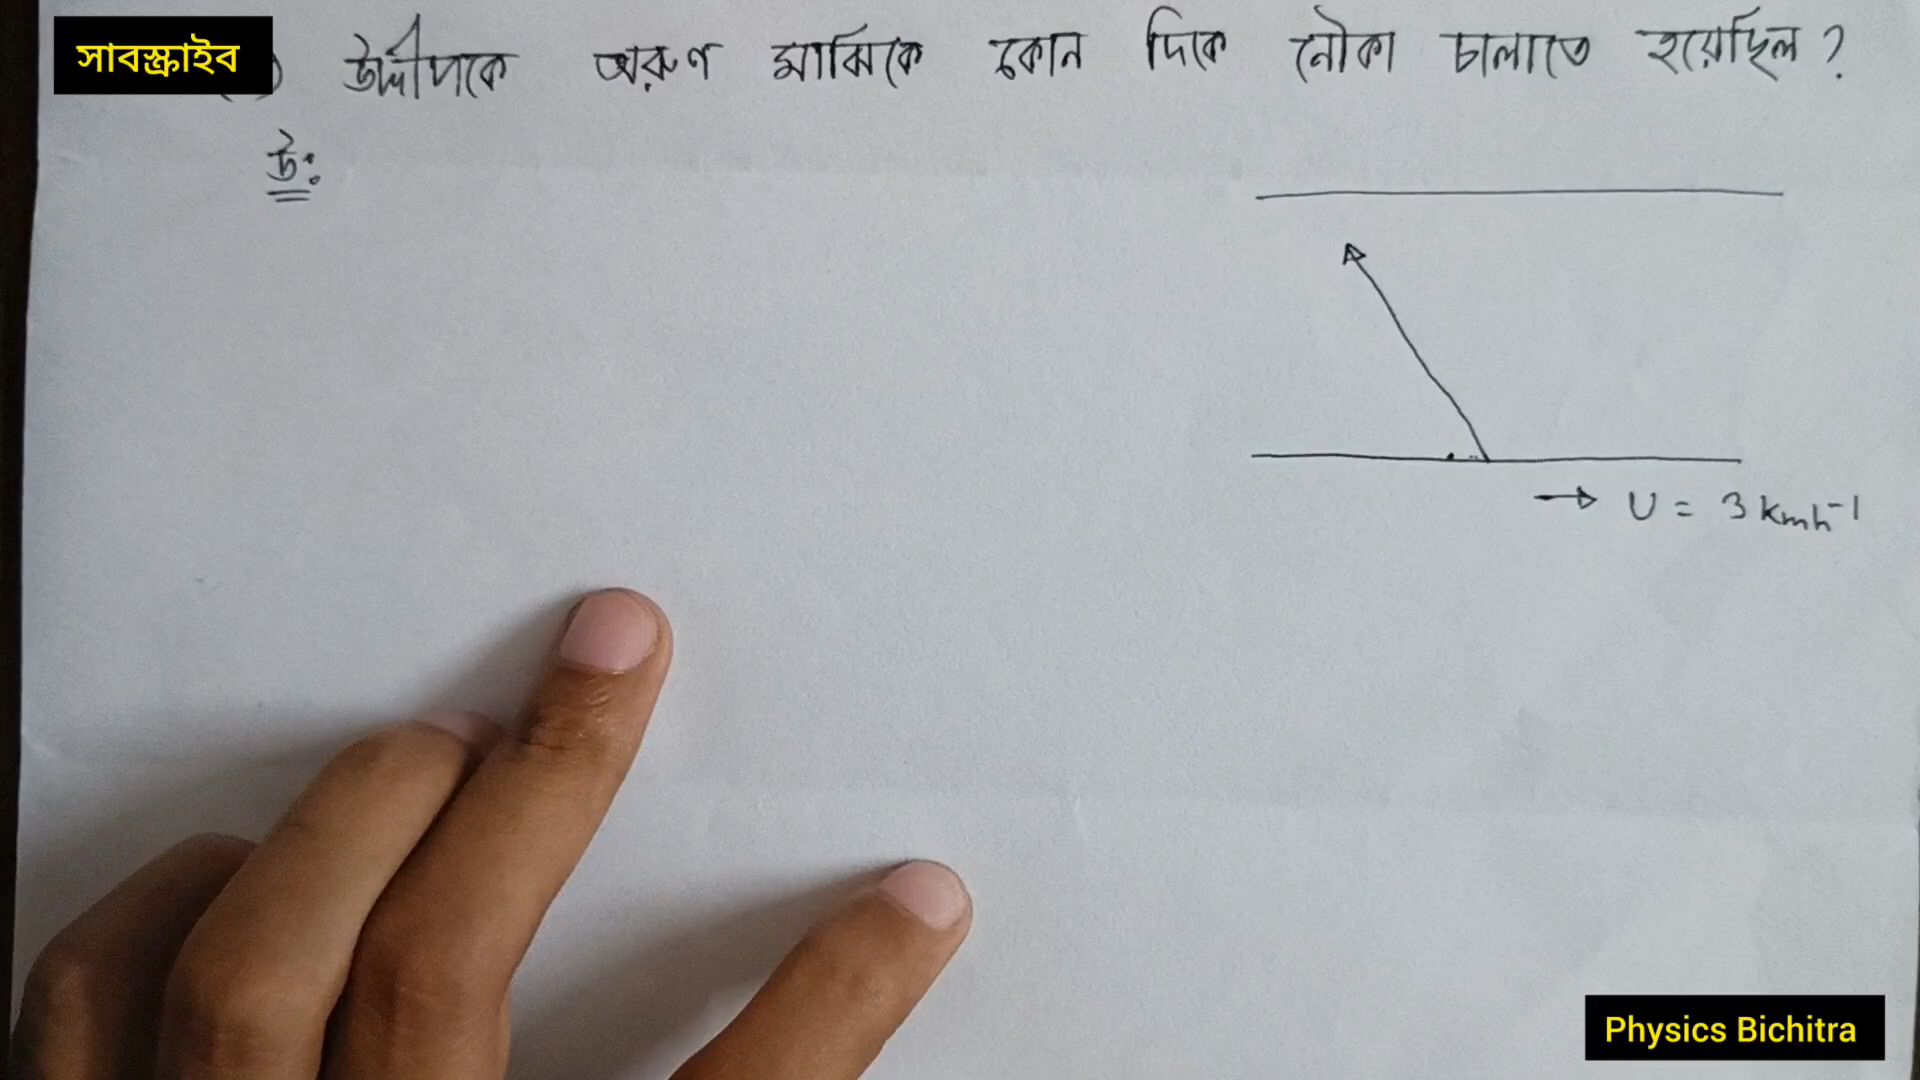 সাবস্ক্রাইব
উদ্দীপকে অরুণ মাঝিকে কোন দিকে নৌকা চালাতে হয়েছিল ?
উঃ
U = 3 kmh⁻¹
Physics Bichitra